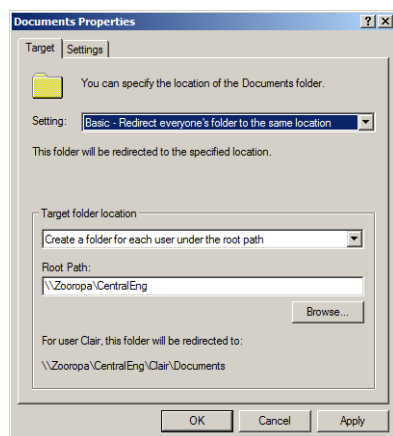 Documents Properties
Target
Settings
You can specify the location of the Documents folder.
Setting:
Basic - Redirect everyone's folder to the same location
This folder will be redirected to the specified location.
Target folder location
Create a folder for each user under the root path
Root Path:
\\Zooropa\CentralEng
Browse...
For user Clair, this folder will be redirected to:
\\Zooropa\CentralEng\Clair\Documents
OK
Cancel
Apply